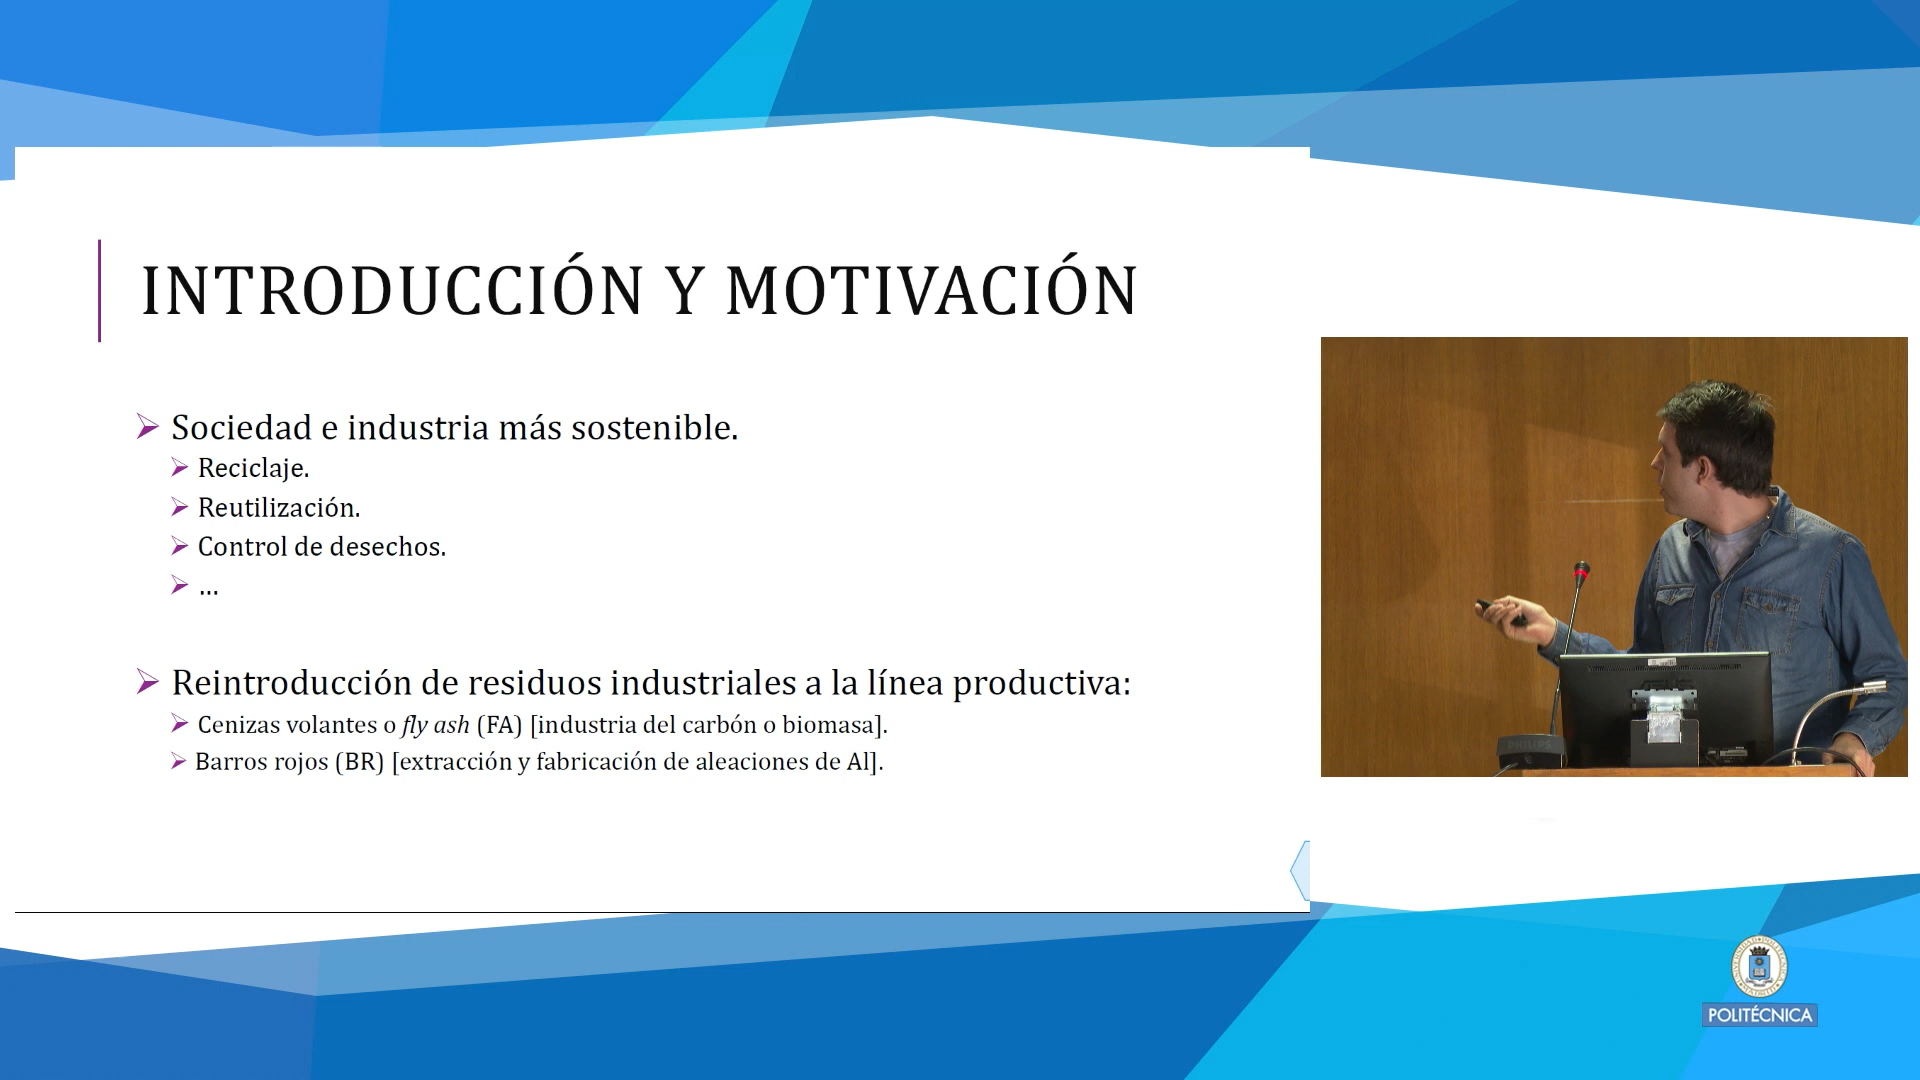 INTRODUCCIÓN Y MOTIVACIÓN
Sociedad e industria más sostenible.
Reciclaje.
Reutilización.
Control de desechos.
...
Reintroducción de residuos industriales a la línea productiva:
Cenizas volantes o fly ash (FA) [industria del carbón o biomasa].
Barros rojos (BR) [extracción y fabricación de aleaciones de Al].
PHILIPS
POLITÉCNICA